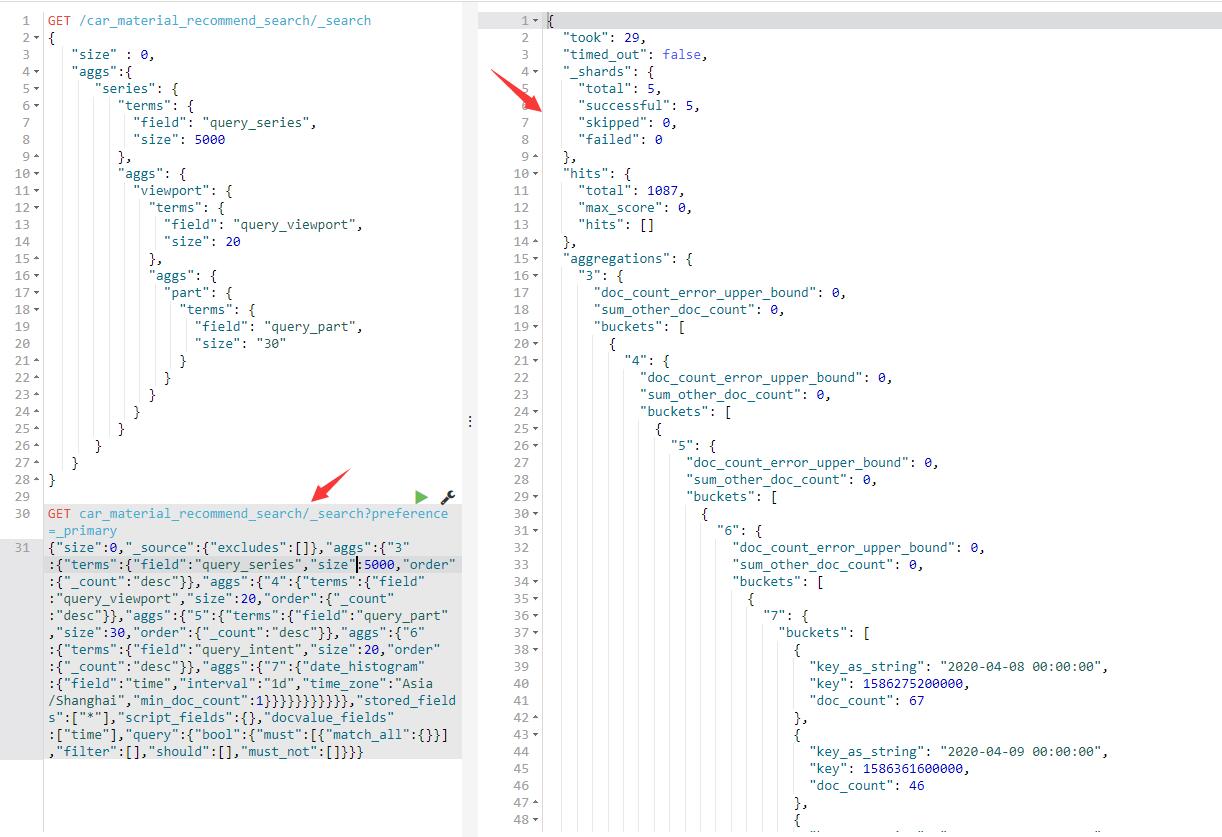 1 GET /car_material_recommend_search/_search
2 {
3 "size" : 0,
4 "aggs":{
5 "series": {
6 "terms": {
7 "field": "query_series",
8 "size": 5000
9 },
10 "aggs": {
11 "viewport": {
12 "terms": {
13 "field": "query_viewport",
14 "size": 20
15 },
16 "aggs": {
17 "part": {
18 "terms": {
19 "field": "query_part",
20 "size": "30"
21 }
22 }
23 }
24 }
25 }
26 }
27 }
28 }
29
30 GET car_material_recommend_search/_search?preference
=_primary
31 {"size":0,"_source":{"excludes":[]},"aggs":{"3"
:{"terms":{"field":"query_series","size":5000,"order"
:{"_count":"desc"}},"aggs":{"4":{"terms":{"field"
:"query_viewport","size":20,"order":{"_count"
:"desc"}},"aggs":{"5":{"terms":{"field":"query_part"
,"size":30,"order":{"_count":"desc"}},"aggs":{"6"
:{"terms":{"field":"query_intent","size":20,"order"
:{"_count":"desc"}},"aggs":{"7":{"date_histogram"
:{"field":"time","interval":"1d","time_zone":"Asia
/Shanghai","min_doc_count":1}}}}}}}}}},"stored_field
s":["*"],"script_fields":{},"docvalue_fields"
:["time"],"query":{"bool":{"must":[{"match_all":{}}]
,"filter":[],"should":[],"must_not":[]}}}
1 {
2 "took": 29,
3 "timed_out": false,
4 "_shards": {
5 "total": 5,
6 "successful": 5,
7 "skipped": 0,
8 "failed": 0
9 },
10 "hits": {
11 "total": 1087,
12 "max_score": 0,
13 "hits": []
14 },
15 "aggregations": {
16 "3": {
17 "doc_count_error_upper_bound": 0,
18 "sum_other_doc_count": 0,
19 "buckets": [
20 {
21 "4": {
22 "doc_count_error_upper_bound": 0,
23 "sum_other_doc_count": 0,
24 "buckets": [
25 {
26 "5": {
27 "doc_count_error_upper_bound": 0,
28 "sum_other_doc_count": 0,
29 "buckets": [
30 {
31 "6": {
32 "doc_count_error_upper_bound": 0,
33 "sum_other_doc_count": 0,
34 "buckets": [
35 {
36 "7": {
37 "buckets": [
38 {
39 "key_as_string": "2020-04-08 00:00:00",
40 "key": 1586275200000,
41 "doc_count": 67
42 },
43 {
44 "key_as_string": "2020-04-09 00:00:00",
45 "key": 1586361600000,
46 "doc_count": 46
47 },
48 {